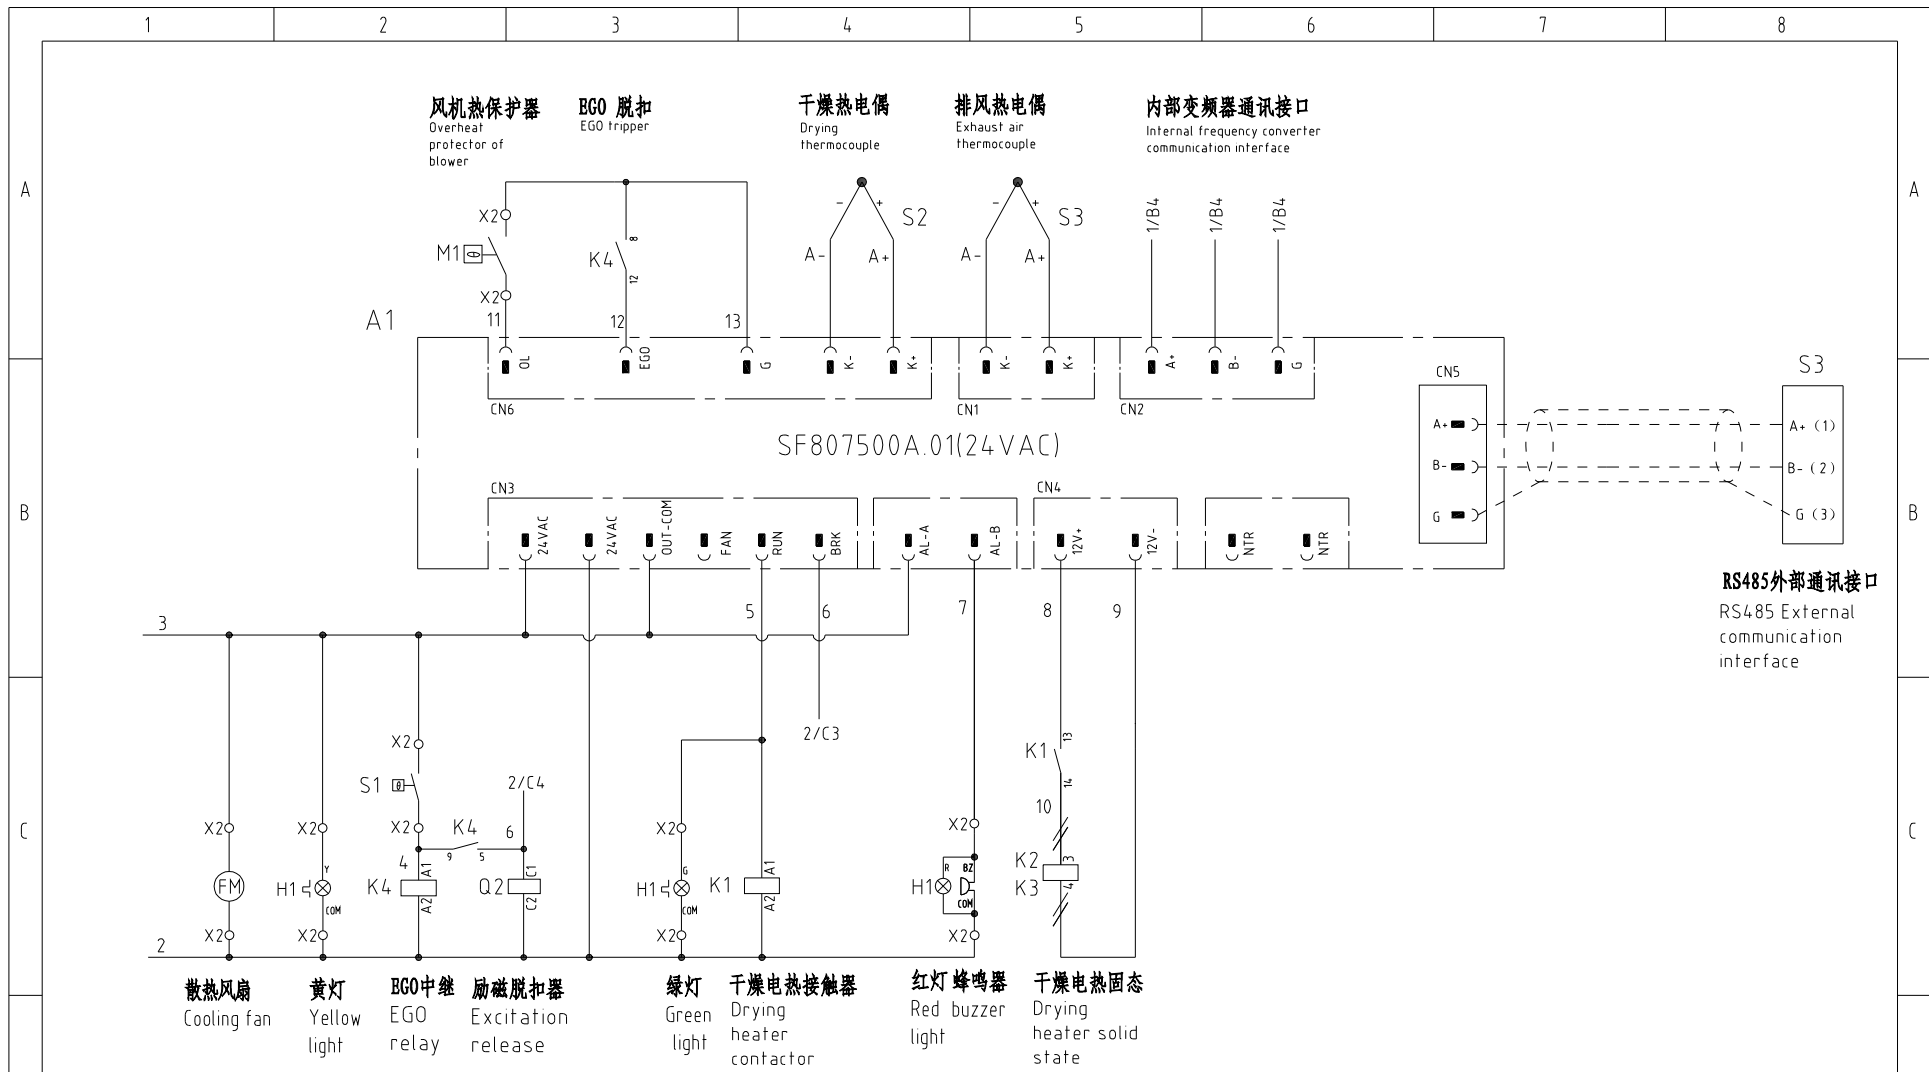 1 2 3 4 5 6 7 8
A
B
C
A
B
C
风机热保护器
Overheat
protector of
blower
EGO 脱扣
EGO tripper
干燥热电偶
Drying
thermocouple
排风热电偶
Exhaust air
thermocouple
内部变频器通讯接口
Internal frequency converter
communication interface
X2
M1 θ
X2
11
K4
8
12
12
13
- +
S2
A- A+
- +
S3
A- A+
1/B4
1/B4
1/B4
A1
OL
EGO
G
K-
K+
K-
K+
A+
B-
G
CN6
CN1
CN2
SF807500A.01(24VAC)
CN5
A+
B-
G
S3
A+ (1)
B- (2)
G (3)
RS485外部通讯接口
RS485 External
communication
interface
CN3
CN4
24VAC
24VAC
OUT-COM
FAN
RUN
BRK
AL-A
AL-B
12V+
12V-
NTR
NTR
3
5
6
7
8
9
2/C3
X2
S1 θ
X2
2/C4
6
K4
9 5
4
K4
A1
A2
Q2
C1
C2
X2
FM
X2
X2
H1
Y
COM
X2
X2
H1
G
COM
X2
K1
A1
A2
X2
R BZ
H1
COM
X2
K1
13
14
10
K2
K3
3
4
2
散热风扇
Cooling fan
黄灯
Yellow
light
EGO中继
EGO
relay
励磁脱扣器
Excitation
release
绿灯
Green
light
干燥电热接触器
Drying
heater
contactor
红灯 蜂鸣器
Red buzzer
light
干燥电热固态
Drying
heater solid
state